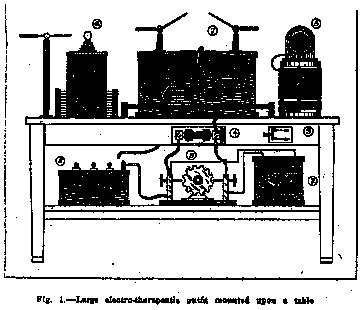 Fig. 1.—Large electro-therapeutic outfit mounted upon a table